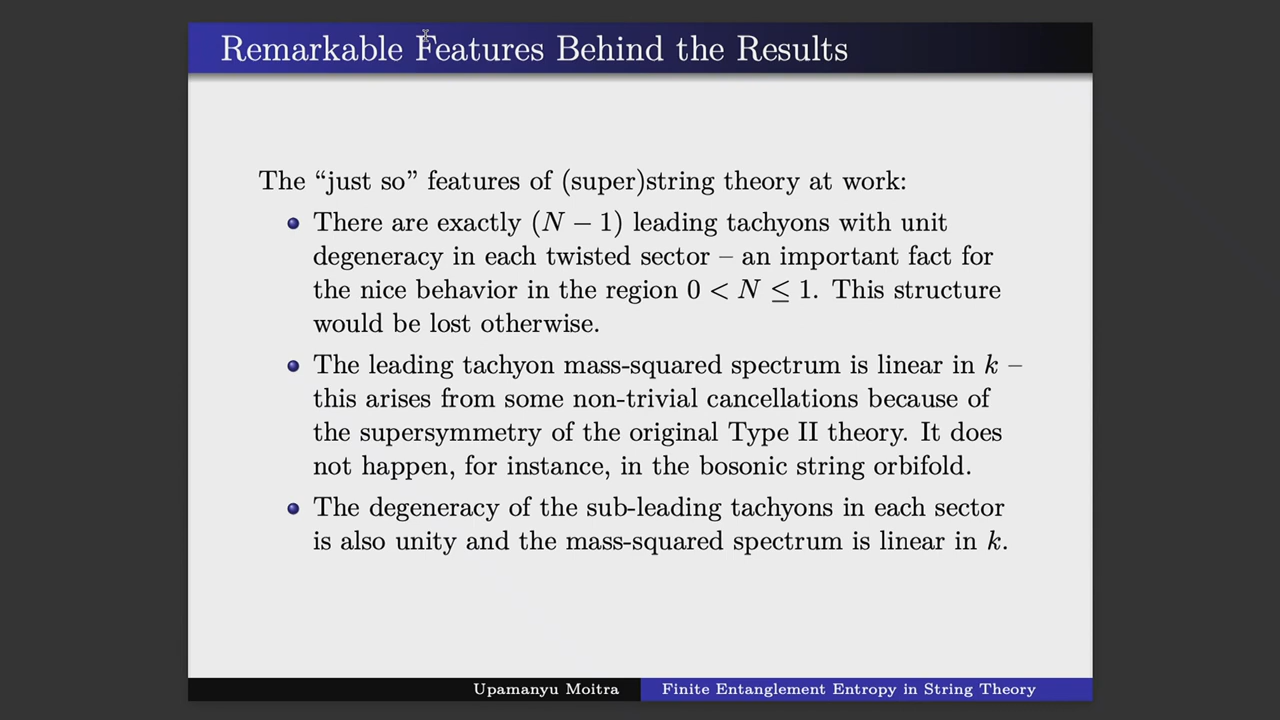 Remarkable Features Behind the Results
The “just so” features of (super)string theory at work:
There are exactly (N − 1) leading tachyons with unit
degeneracy in each twisted sector – an important fact for
the nice behavior in the region 0 < N ≤ 1. This structure
would be lost otherwise.
The leading tachyon mass-squared spectrum is linear in k –
this arises from some non-trivial cancellations because of
the supersymmetry of the original Type II theory. It does
not happen, for instance, in the bosonic string orbifold.
The degeneracy of the sub-leading tachyons in each sector
is also unity and the mass-squared spectrum is linear in k.
Upamanyu Moitra
Finite Entanglement Entropy in String Theory